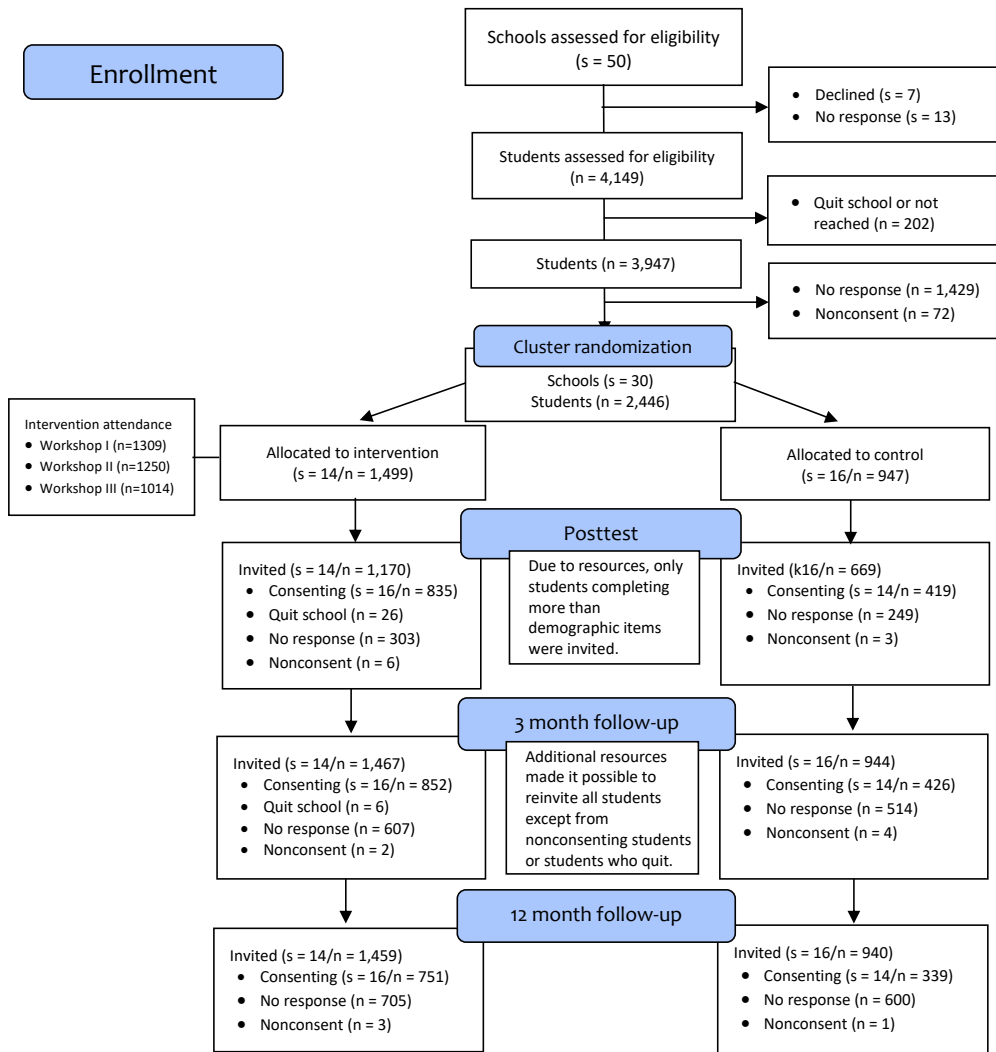 Schools assessed for eligibility
(s = 50)
Enrollment
• Declined (s = 7)
• No response (s = 13)
Students assessed for eligibility
(n = 4,149)
• Quit school or not
reached (n = 202)
Students (n = 3,947)
• No response (n = 1,429)
• Nonconsent (n = 72)
Cluster randomization
Schools (s = 30)
Students (n = 2,446)
Intervention attendance
• Workshop I (n=1309)
• Workshop II (n=1250)
• Workshop III (n=1014)
Allocated to intervention
(s = 14/n = 1,499)
Allocated to control
(s = 16/n = 947)
Posttest
Invited (s = 14/n = 1,170)
• Consenting (s = 16/n = 835)
• Quit school (n = 26)
• No response (n = 303)
• Nonconsent (n = 6)
Due to resources, only
students completing
more than
demographic items
were invited.
Invited (k16/n = 669)
• Consenting (s = 14/n = 419)
• No response (n = 249)
• Nonconsent (n = 3)
3 month follow-up
Invited (s = 14/n = 1,467)
• Consenting (s = 16/n = 852)
• Quit school (n = 6)
• No response (n = 607)
• Nonconsent (n = 2)
Additional resources
made it possible to
reinvite all students
except from
nonconsenting students
or students who quit.
Invited (s = 16/n = 944)
• Consenting (s = 14/n = 426)
• No response (n = 514)
• Nonconsent (n = 4)
12 month follow-up
Invited (s = 14/n = 1,459)
• Consenting (s = 16/n = 751)
• No response (n = 705)
• Nonconsent (n = 3)
Invited (s = 16/n = 940)
• Consenting (s = 14/n = 339)
• No response (n = 600)
• Nonconsent (n = 1)